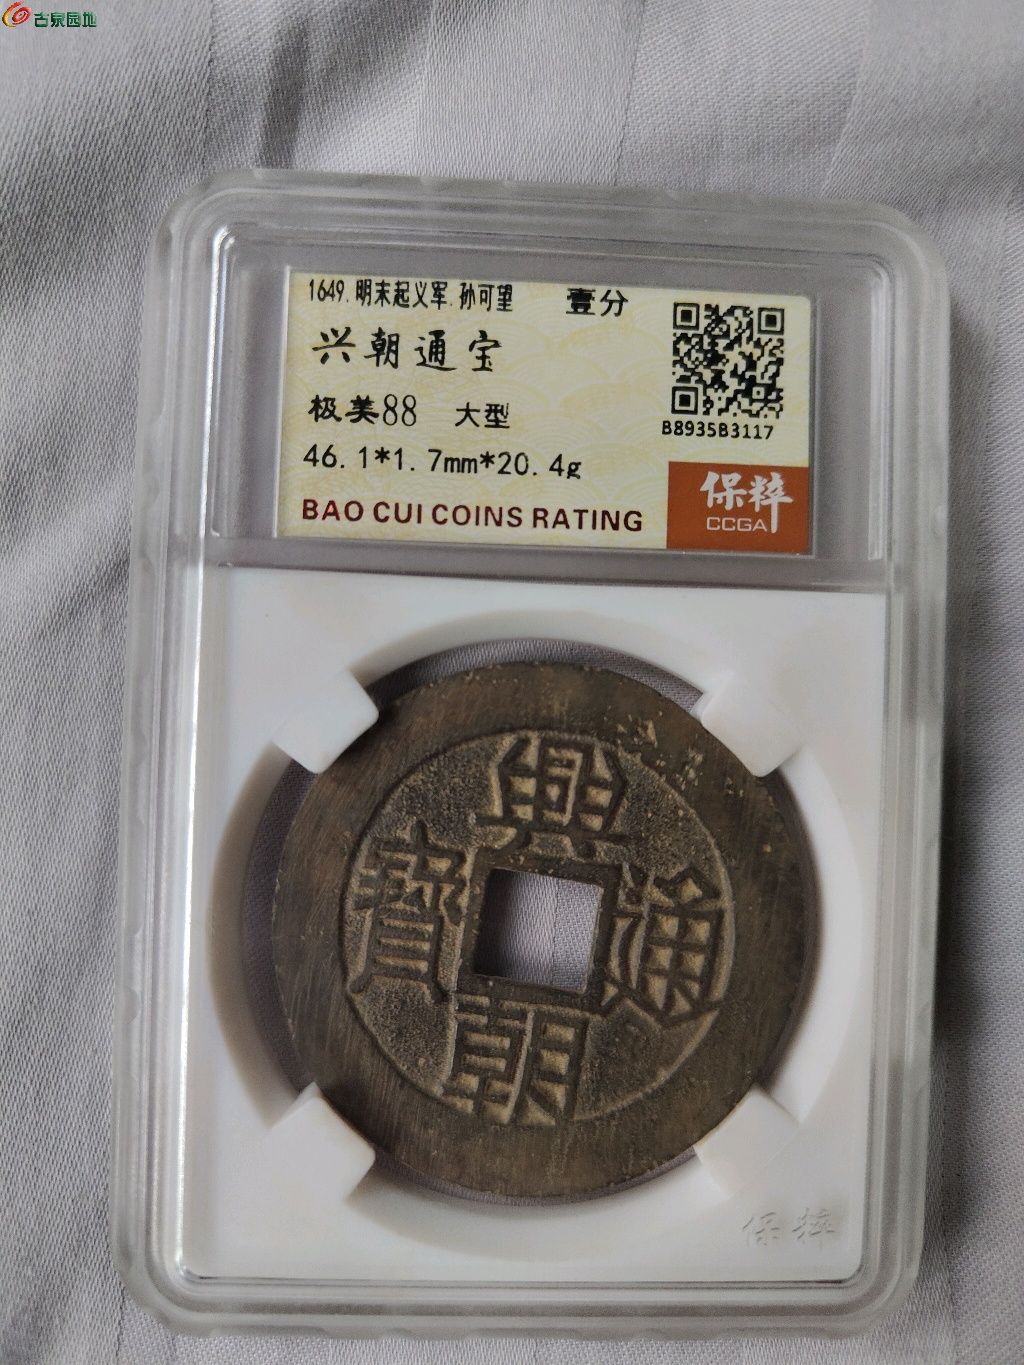 古泉园地
1649.明末起义军.孙可望 壹分
兴朝通宝
极美88 大型
46.1*1.7mm*20.4g
BAO CUI COINS RATING
B8935B3117
保粹
CCGA
興
寶 通
朝
保粹